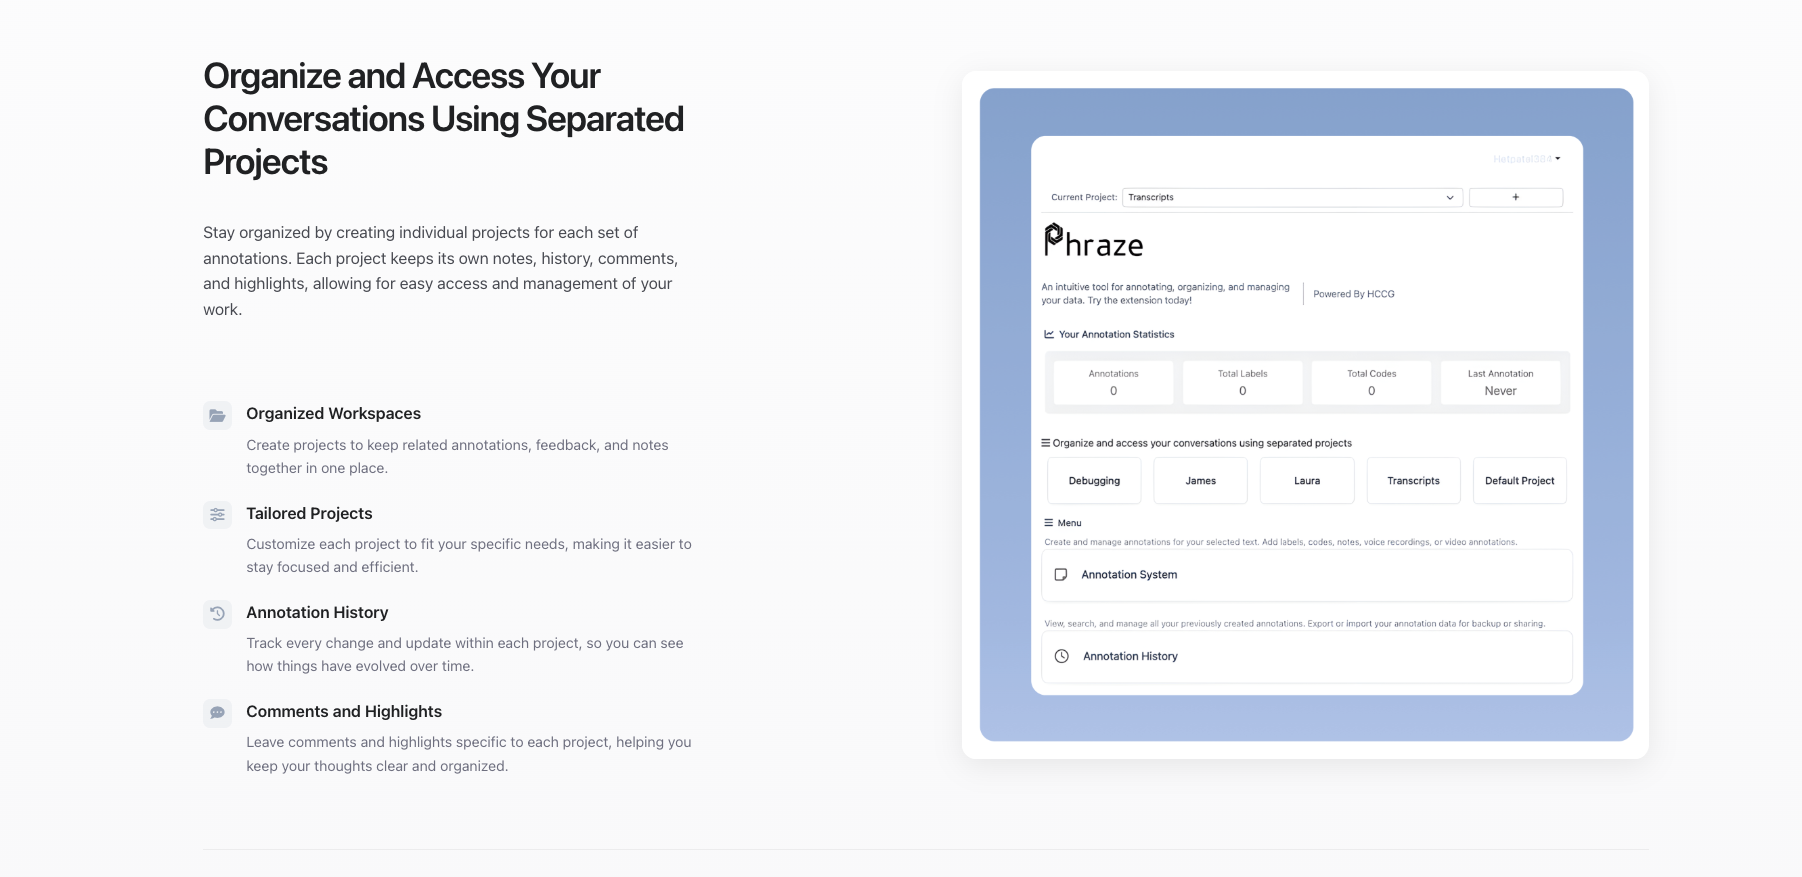 Organize and Access Your
Conversations Using Separated
Projects
Stay organized by creating individual projects for each set of
annotations. Each project keeps its own notes, history, comments,
and highlights, allowing for easy access and management of your
work.
Organized Workspaces
Create projects to keep related annotations, feedback, and notes
together in one place.
Tailored Projects
Customize each project to fit your specific needs, making it easier to
stay focused and efficient.
Annotation History
Track every change and update within each project, so you can see
how things have evolved over time.
Comments and Highlights
Leave comments and highlights specific to each project, helping you
keep your thoughts clear and organized.
Hetpatel384
Current Project: Transcripts +
Phraze
An intuitive tool for annotating, organizing, and managing
your data. Try the extension today!
Powered By HCCG
Your Annotation Statistics
Annotations Total Labels Total Codes Last Annotation
0 0 0 Never
Organize and access your conversations using separated projects
Debugging James Laura Transcripts Default Project
Menu
Create and manage annotations for your selected text. Add labels, codes, notes, voice recordings, or video annotations.
Annotation System
View, search, and manage all your previously created annotations. Export or import your annotation data for backup or sharing.
Annotation History